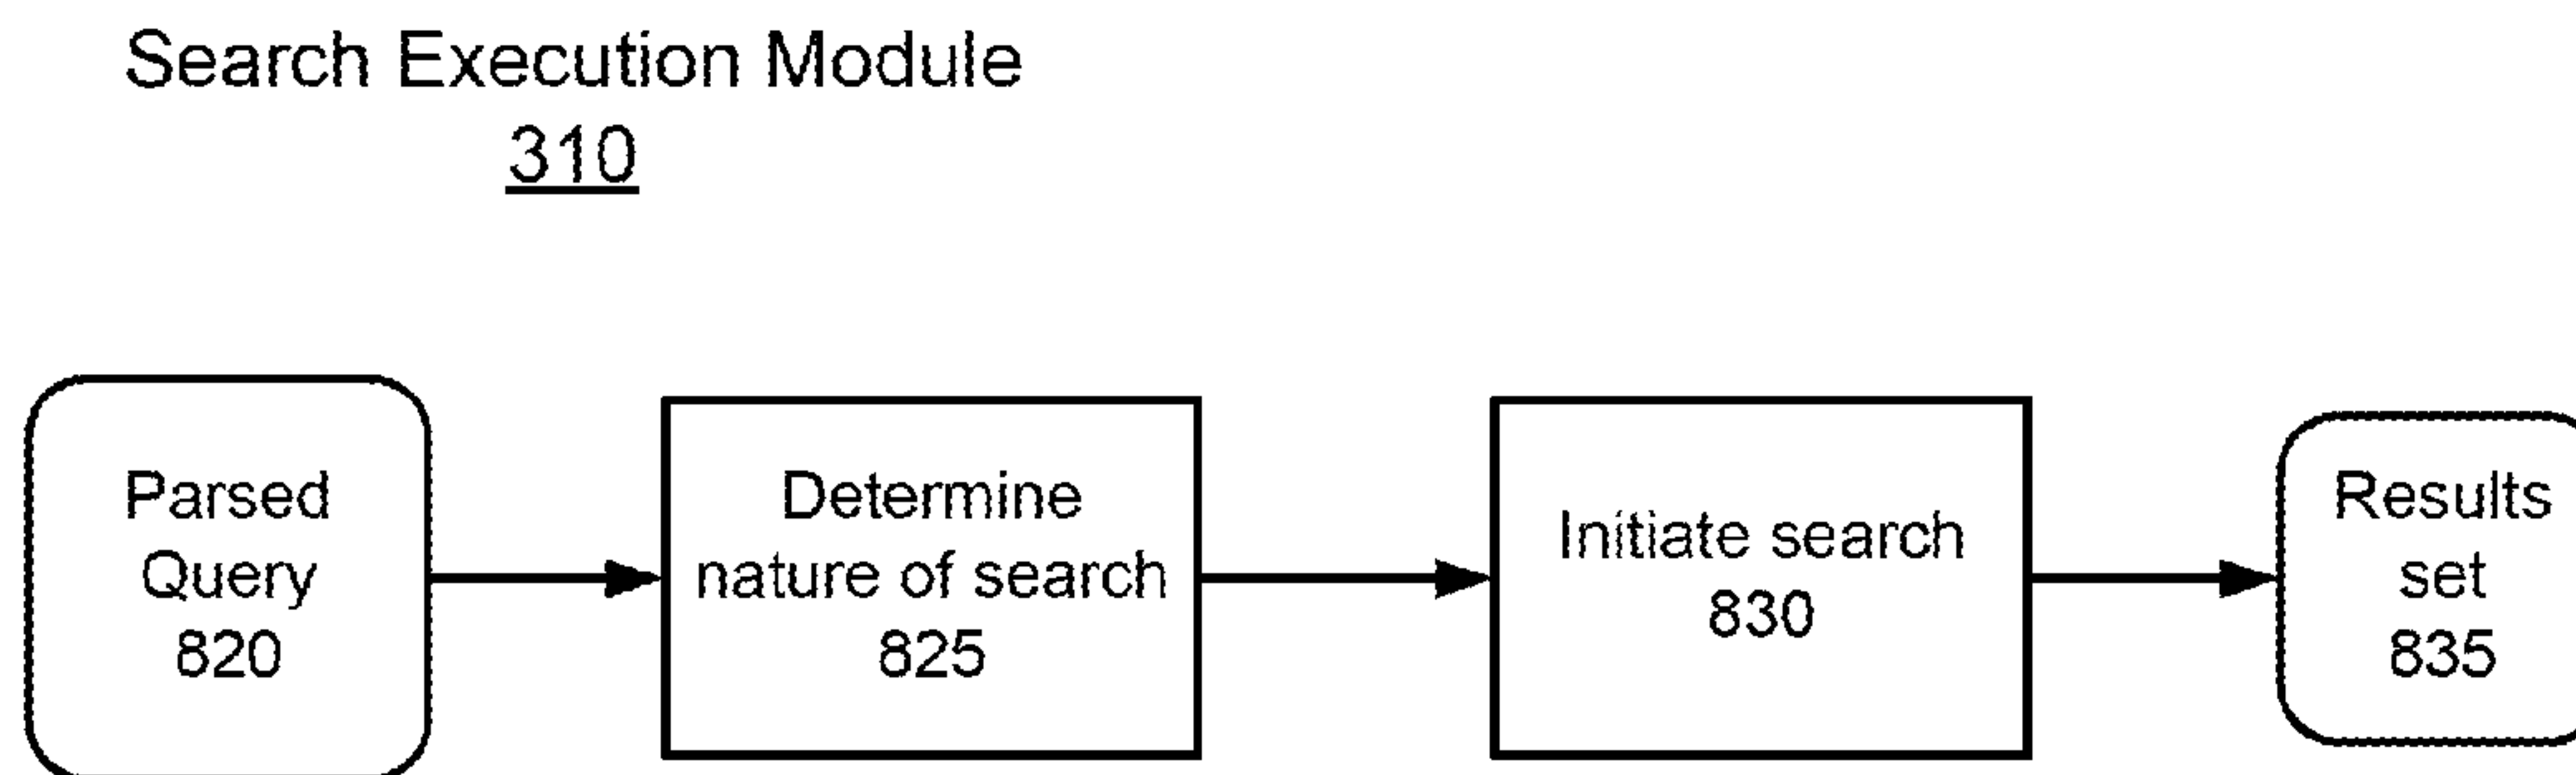 Search Execution Module
310
Parsed
Query
820
Determine
nature of search
825
Initiate search
830
Results
set
835